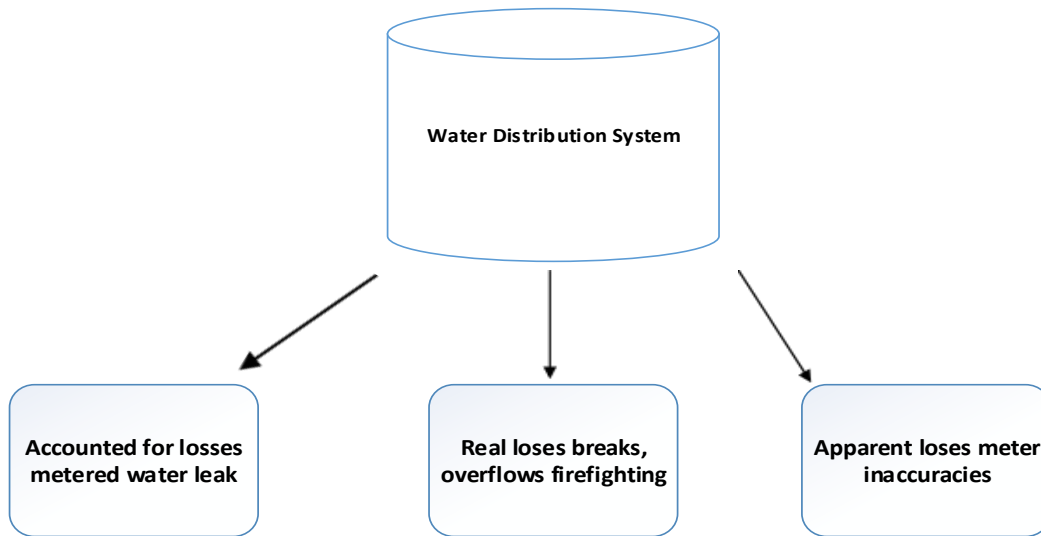 Water Distribution System
Accounted for losses
metered water leak
Real loses breaks,
overflows firefighting
Apparent loses meter
inaccuracies